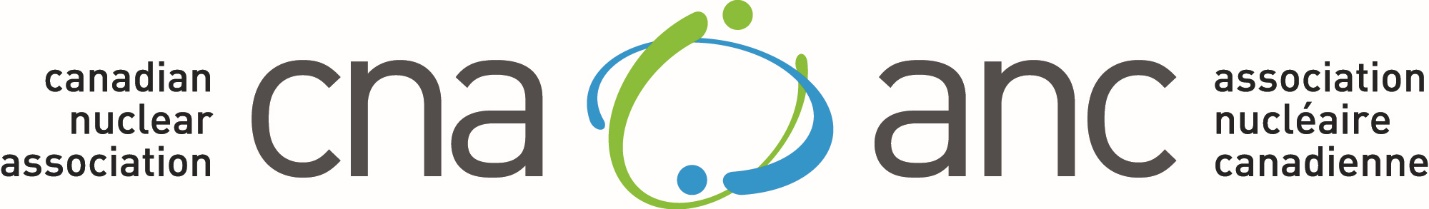 canadian
nuclear
association
cna
anc
association
nucléaire
canadienne